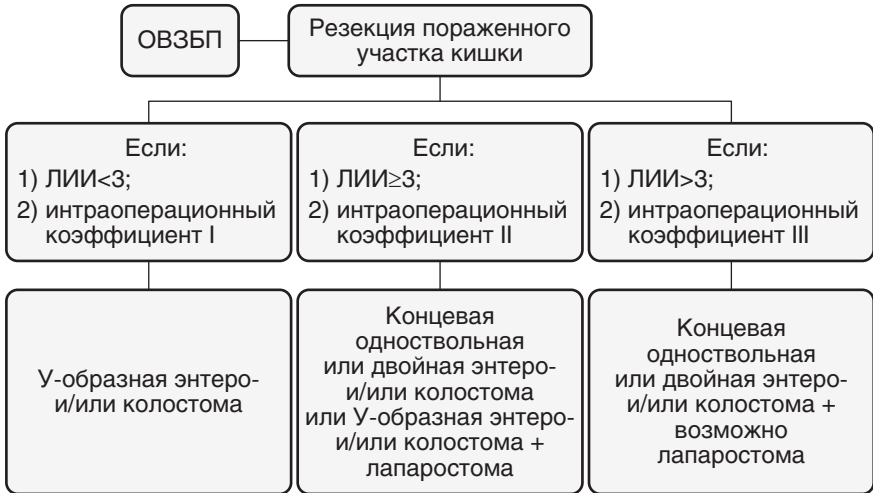 ОВЗБП
Резекция пораженного
участка кишки
Если:
1) ЛИИ<3;
2) интраоперационный
коэффициент I
Если:
1) ЛИИ≥3;
2) интраоперационный
коэффициент II
Если:
1) ЛИИ>3;
2) интраоперационный
коэффициент III
У-образная энтеро-
и/или колостома
Концевая
одноствольная
или двойная энтеро-
и/или колостома
или У-образная энтеро-
и/или колостома +
лапаростома
Концевая
одноствольная
или двойная энтеро-
и/или колостома +
возможно
лапаростома